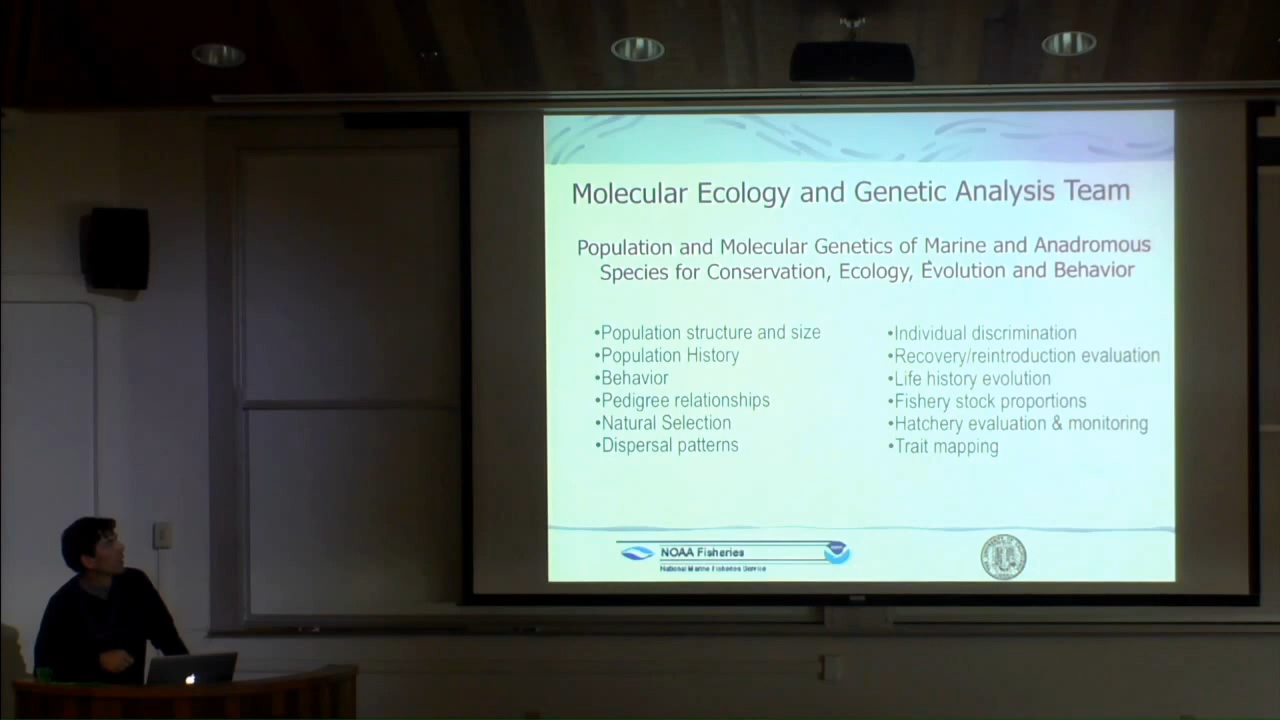 Molecular Ecology and Genetic Analysis Team
Population and Molecular Genetics of Marine and Anadromous
Species for Conservation, Ecology, Evolution and Behavior
•Population structure and size
•Population History
•Behavior
•Pedigree relationships
•Natural Selection
•Dispersal patterns
•Individual discrimination
•Recovery/reintroduction evaluation
•Life history evolution
•Fishery stock proportions
•Hatchery evaluation & monitoring
•Trait mapping
NOAA Fisheries
National Marine Fisheries Service